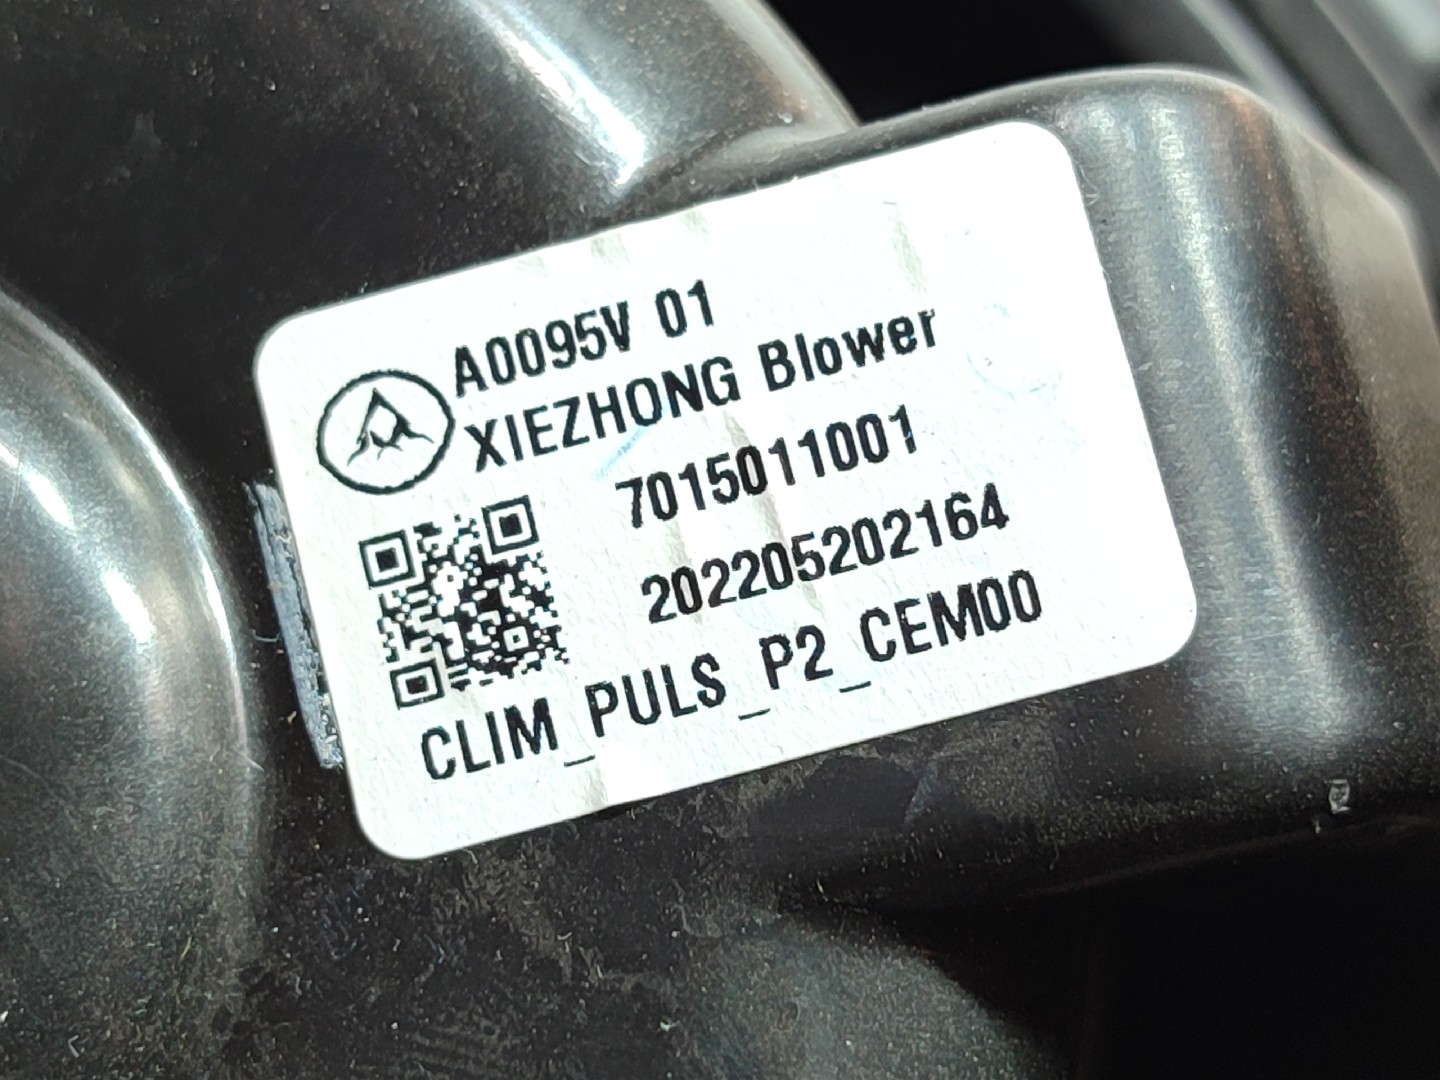 A0095V 01
XIEZHONG Blower
7015011001
202205202164
CLIM_PULS_P2_CEM00